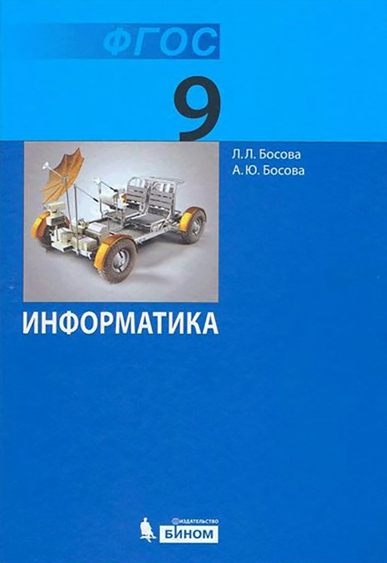 ФГОС
9
Л.Л. Босова
А.Ю. Босова
ИНФОРМАТИКА
ИЗДАТЕЛЬСТВО
БИНОМ